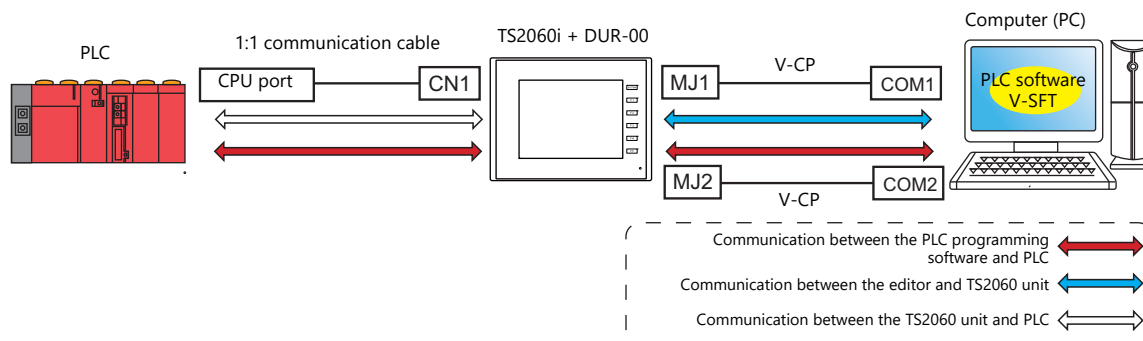 Computer (PC)
PLC
1:1 communication cable
TS2060i + DUR-00
V-CP
CPU port
CN1
MJ1
COM1
PLC software
V-SFT
MJ2
COM2
V-CP
Communication between the PLC programming
software and PLC
Communication between the editor and TS2060 unit
Communication between the TS2060 unit and PLC